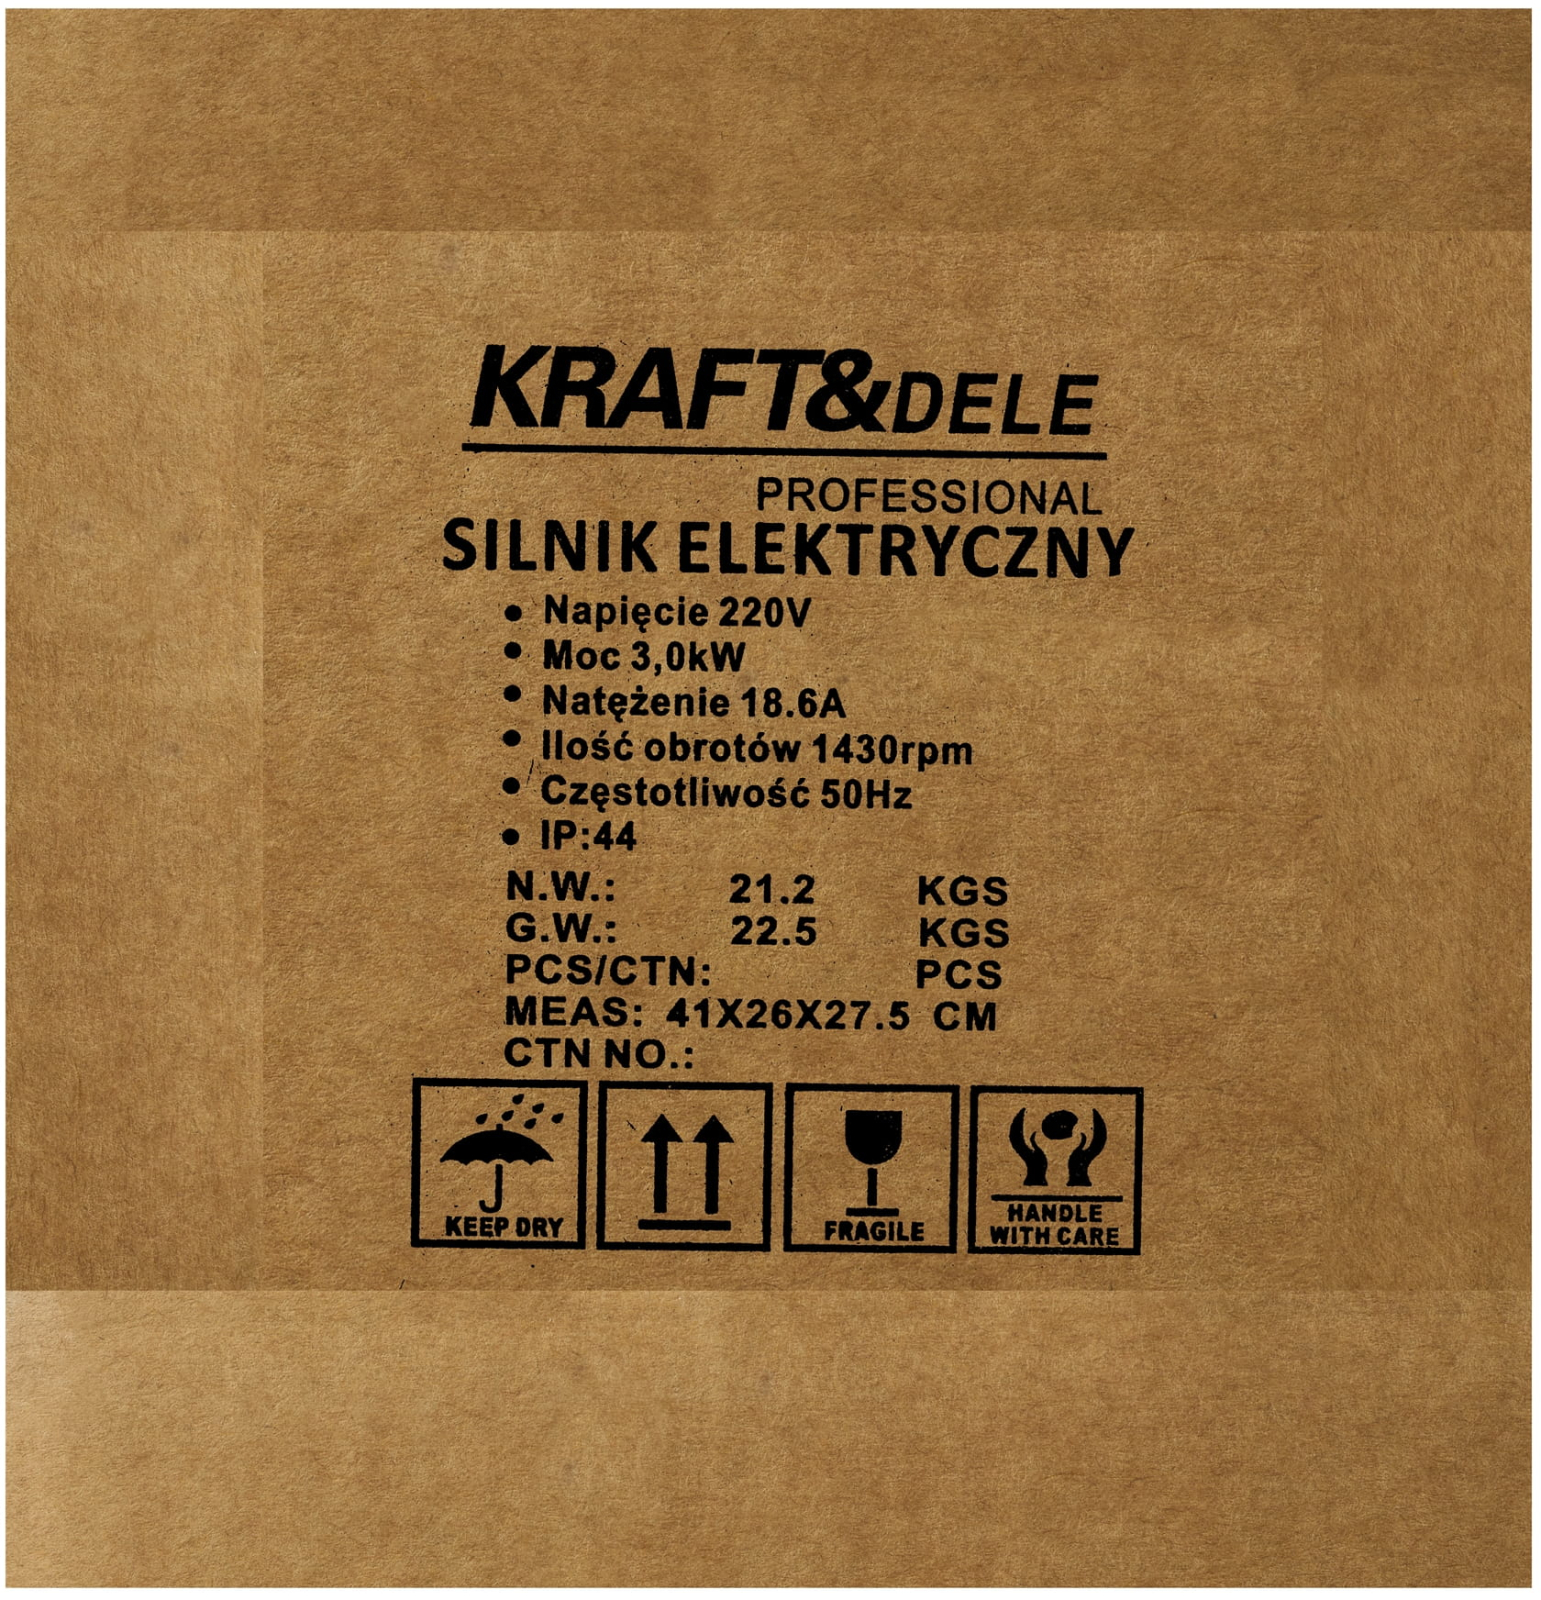 KRAFT&DELE
PROFESSIONAL
SILNIK ELEKTRYCZNY
• Napięcie 220V
• Moc 3,0kW
• Natężenie 18.6A
• Ilość obrotów 1430rpm
• Częstotliwość 50Hz
• IP:44
N.W.: 21.2 KGS
G.W.: 22.5 KGS
PCS/CTN: PCS
MEAS: 41X26X27.5 CM
CTN NO.:
KEEP DRY
FRAGILE
HANDLE
WITH CARE